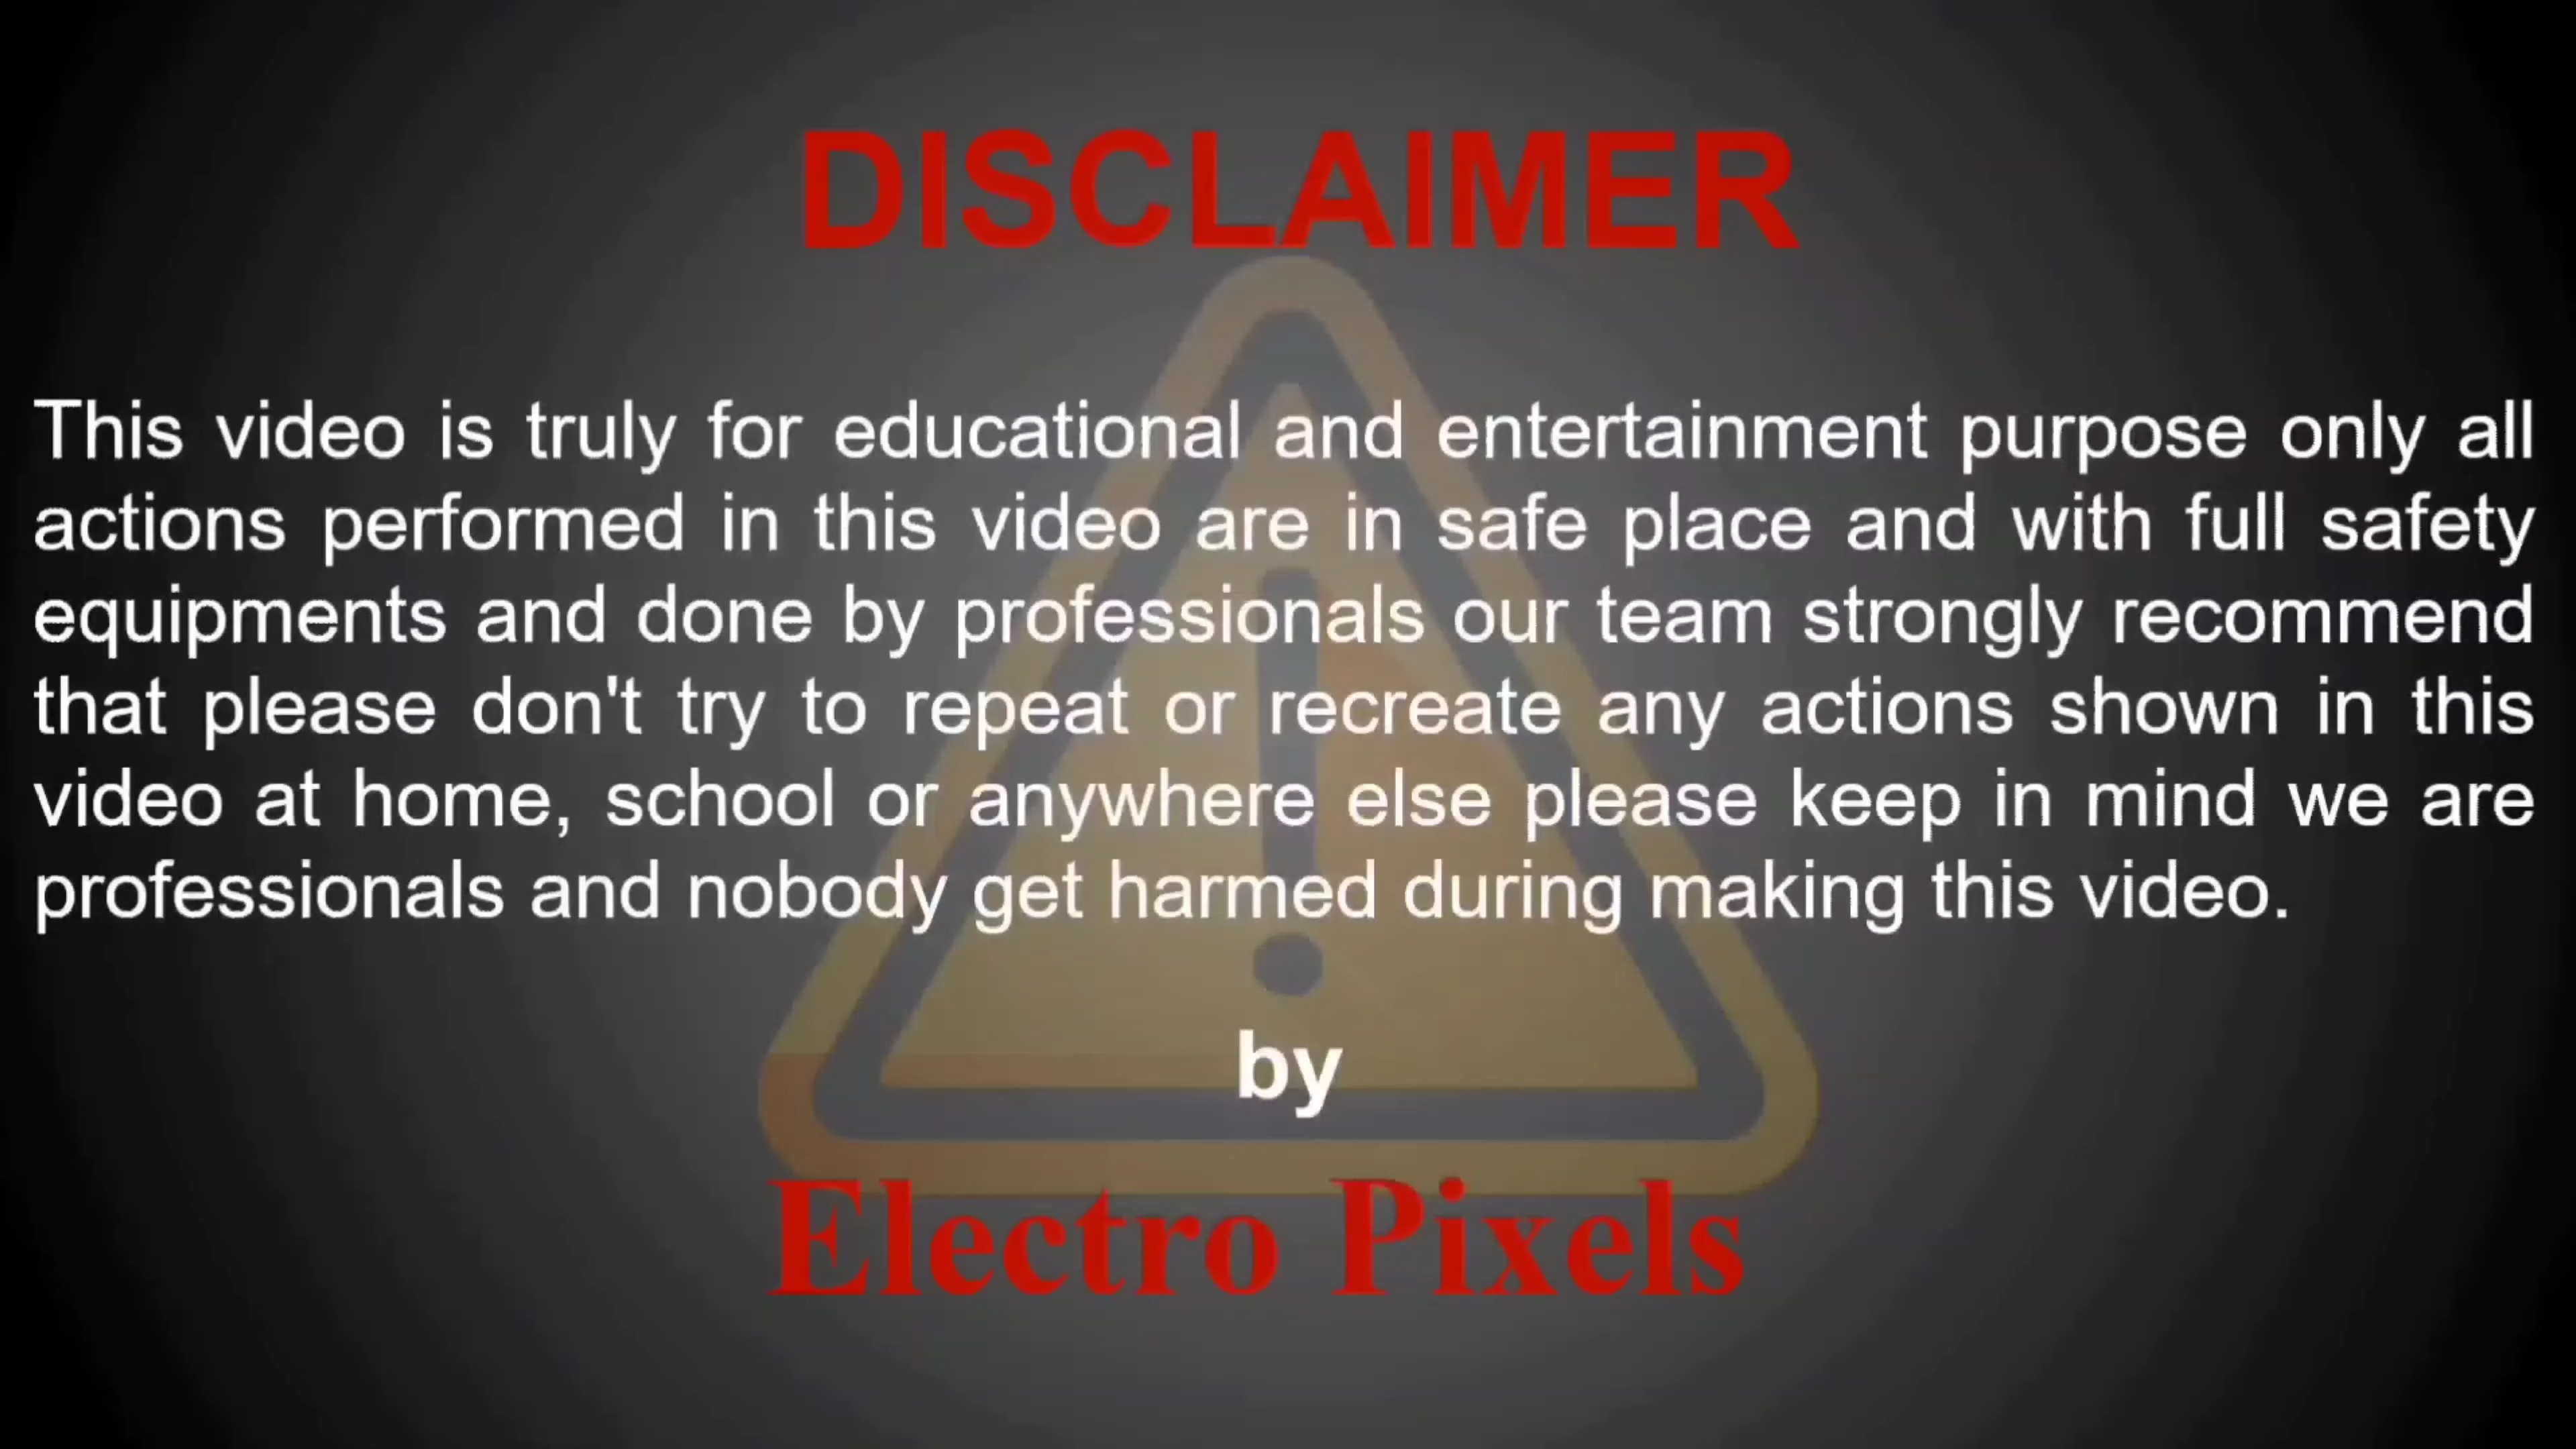 DISCLAIMER
This video is truly for educational and entertainment purpose only all
actions performed in this video are in safe place and with full safety
equipments and done by professionals our team strongly recommend
that please don't try to repeat or recreate any actions shown in this
video at home, school or anywhere else please keep in mind we are
professionals and nobody get harmed during making this video.
by
Electro Pixels